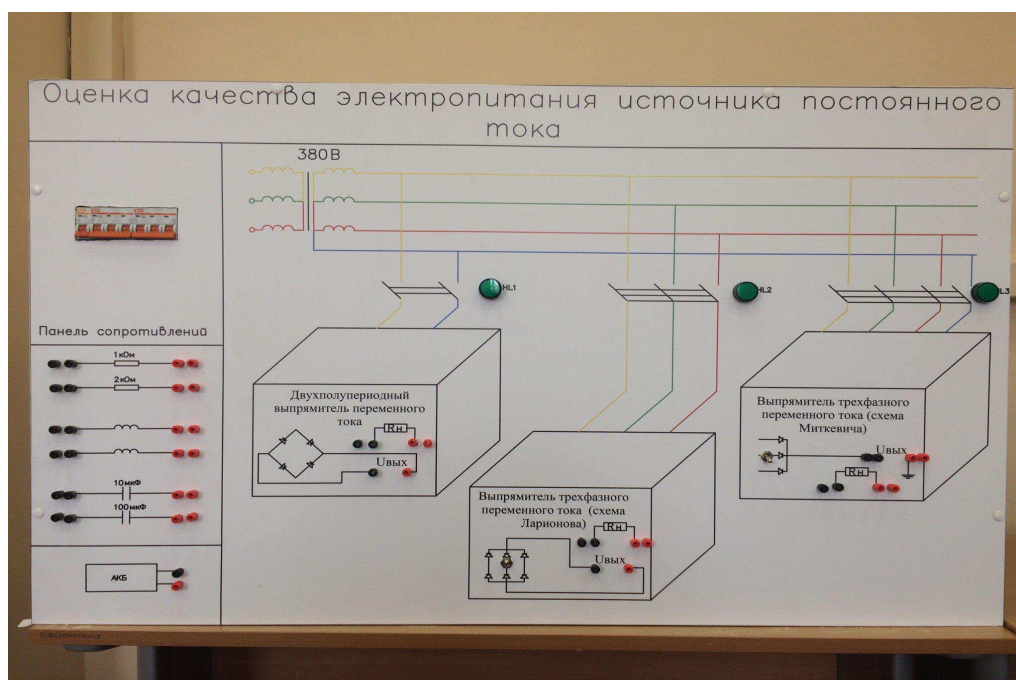 Оценка качества электропитания источника постоянного
тока
380В
HL1
HL2
HL3
Панель сопротивлений
1кОм
2кОм
10мкФ
100мкФ
АКБ
Двухполупериодный
выпрямитель переменного
тока
Rн
Uвых
Выпрямитель трехфазного
переменного тока (схема
Ларионова)
Rн
Uвых
Выпрямитель трехфазного
переменного тока (схема
Миткевича)
Uвых
Rн